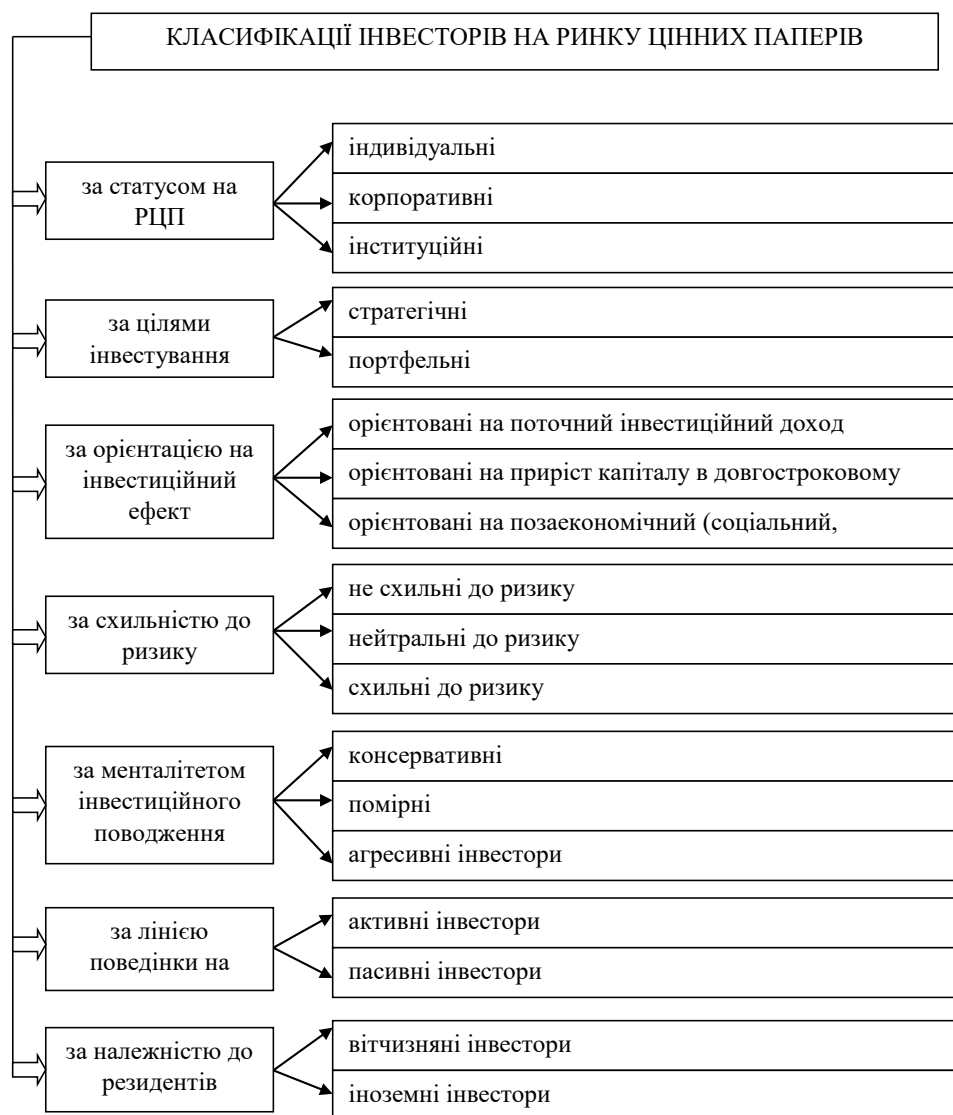 КЛАСИФІКАЦІЇ ІНВЕСТОРІВ НА РИНКУ ЦІННИХ ПАПЕРІВ
за статусом на
РЦП
індивідуальні
корпоративні
інституційні
за цілями
інвестування
стратегічні
портфельні
за орієнтацією на
інвестиційний
ефект
орієнтовані на поточний інвестиційний доход
орієнтовані на приріст капіталу в довгостроковому
орієнтовані на позаекономічний (соціальний,
за схильністю до
ризику
не схильні до ризику
нейтральні до ризику
схильні до ризику
за менталітетом
інвестиційного
поводження
консервативні
помірні
агресивні інвестори
за лінією
поведінки на
активні інвестори
пасивні інвестори
за належністю до
резидентів
вітчизняні інвестори
іноземні інвестори